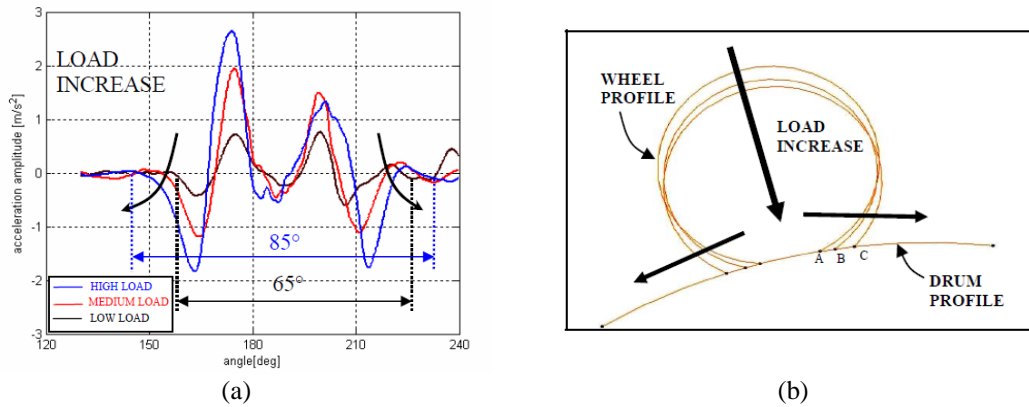 3
2
1
0
-1
-2
-3
acceleration amplitude [m/s²]
LOAD
INCREASE
85°
65°
HIGH LOAD
MEDIUM LOAD
LOW LOAD
120
150
180
210
240
angle[deg]
(a)
WHEEL
PROFILE
LOAD
INCREASE
A
B
C
DRUM
PROFILE
(b)